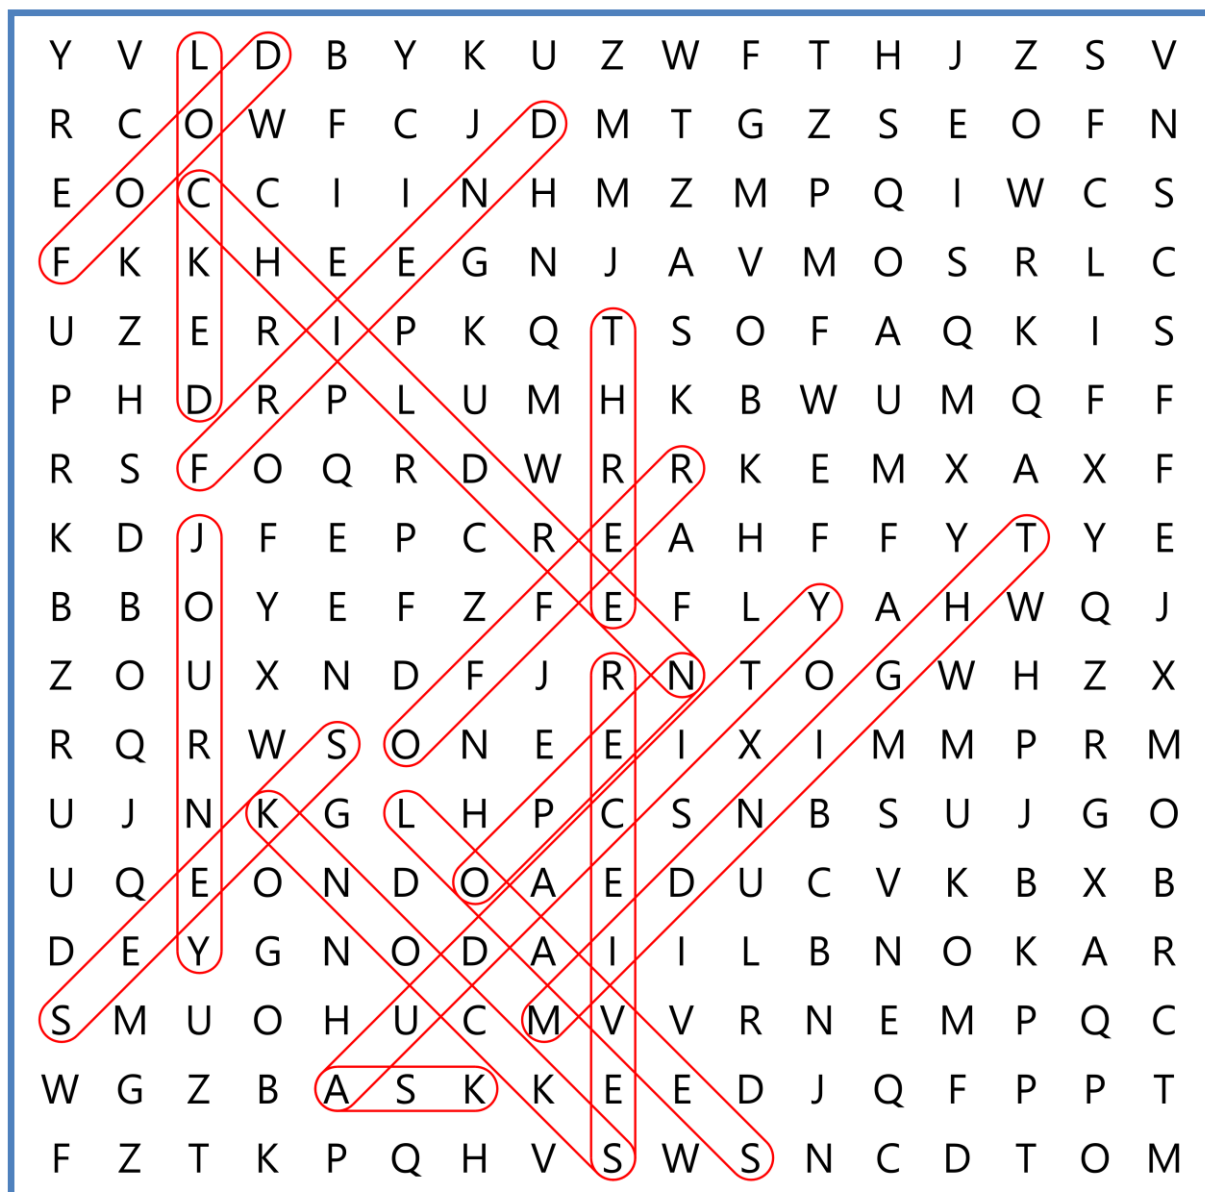 Y V L D B Y K U Z W F T H J Z S V
R C O W F C J D M T G Z S E O F N
E O C C I I N H M Z M P Q I W C S
F K K H E E G N J A V M O S R L C
U Z E R I P K Q T S O F A Q K I S
P H D R P L U M H K B W U M Q F F
R S F O Q R D W R R K E M X A X F
K D J F E P C R E A H F F Y T Y E
B B O Y E F Z F E F L Y A H W Q J
Z O U X N D F J R N T O G W H Z X
R Q R W S O N E E I X I M M P R M
U J N K G L H P C S N B S U J G O
U Q E O N D O A E D U C V K B X B
D E Y G N O D A I I L B N O K A R
S M U O H U C M V V R N E M P Q C
W G Z B A S K K E E D J Q F P P T
F Z T K P Q H V S W S N C D T O M